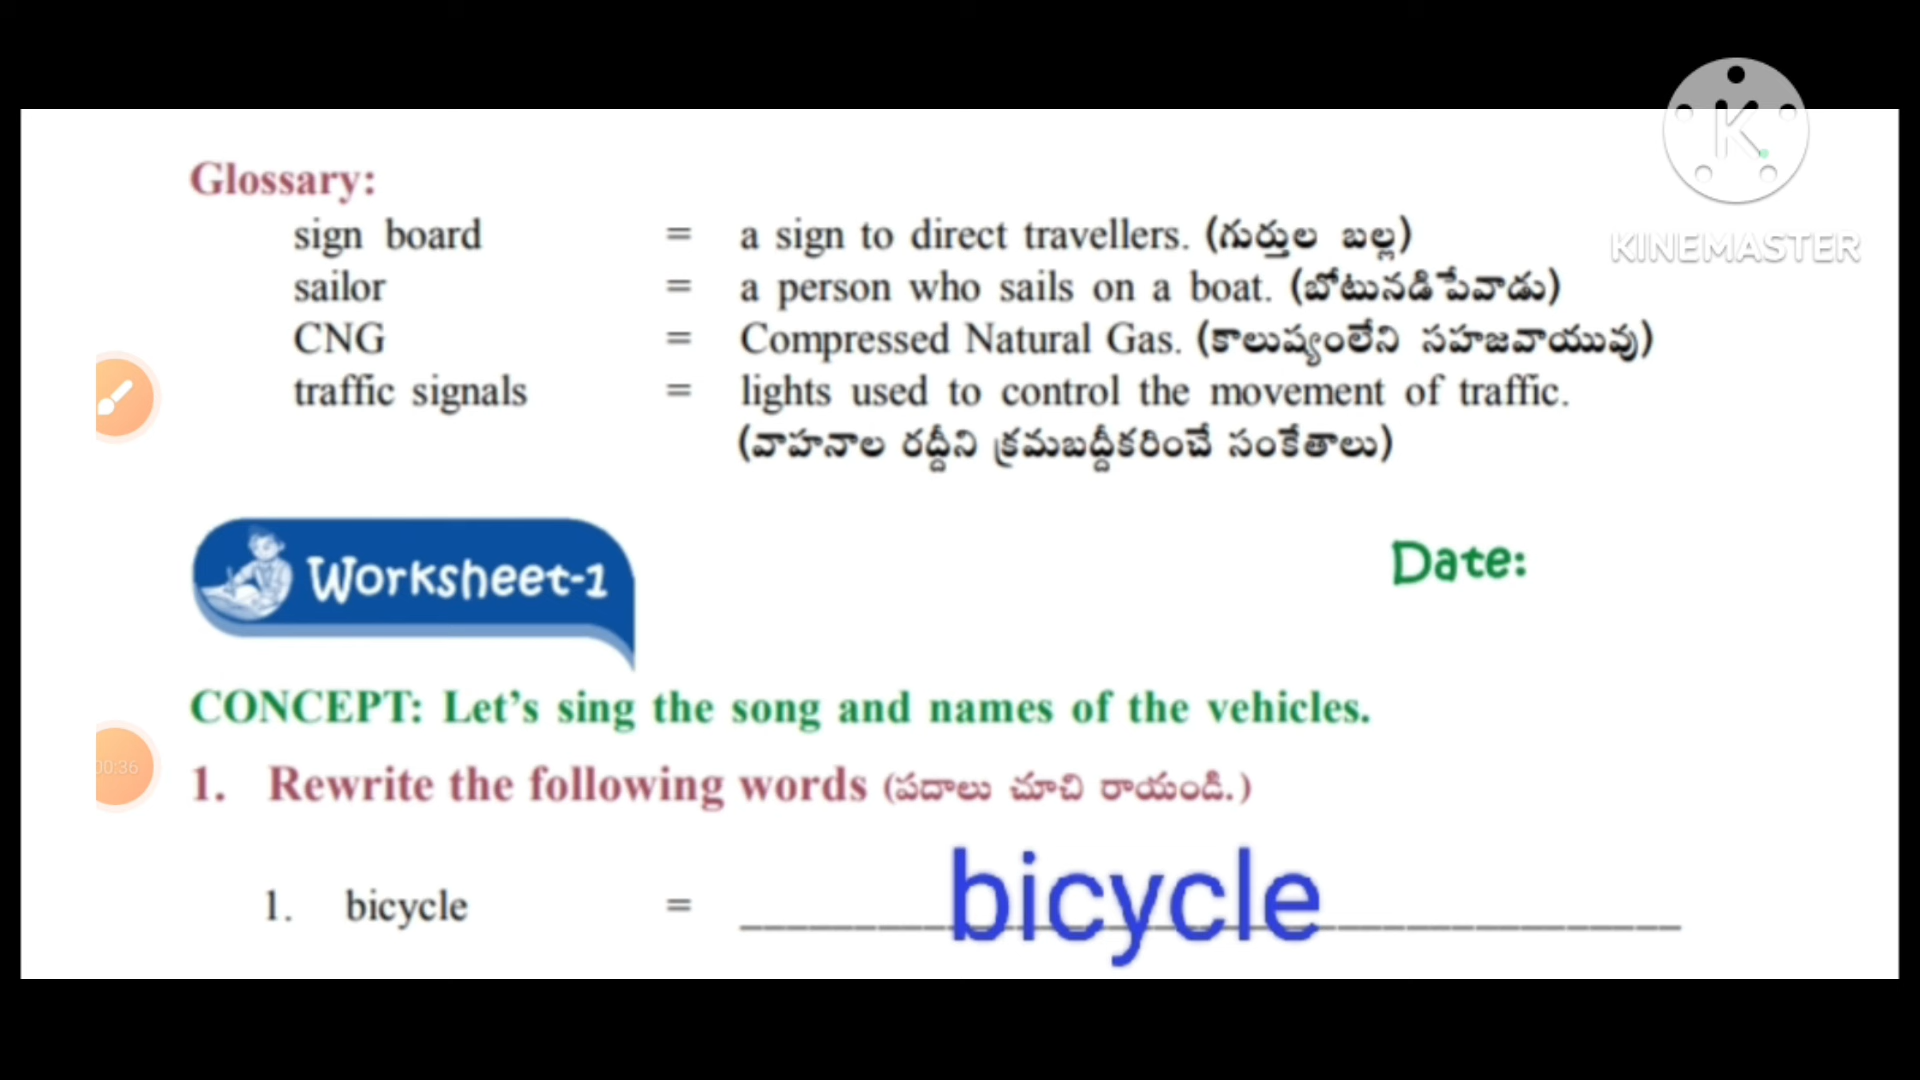 KINEMASTER
Glossary:
sign board = a sign to direct travellers. (గుర్తుల బల్ల)
sailor = a person who sails on a boat. (బోటునడిపేవాడు)
CNG = Compressed Natural Gas. (కాలుష్యంలేని సహజవాయువు)
traffic signals = lights used to control the movement of traffic.
(వాహనాల రద్దీని క్రమబద్దీకరించే సంకేతాలు)
Worksheet-1
Date:
CONCEPT: Let's sing the song and names of the vehicles.
00:36
1. Rewrite the following words (పదాలు చూచి రాయండి.)
1. bicycle = bicycle